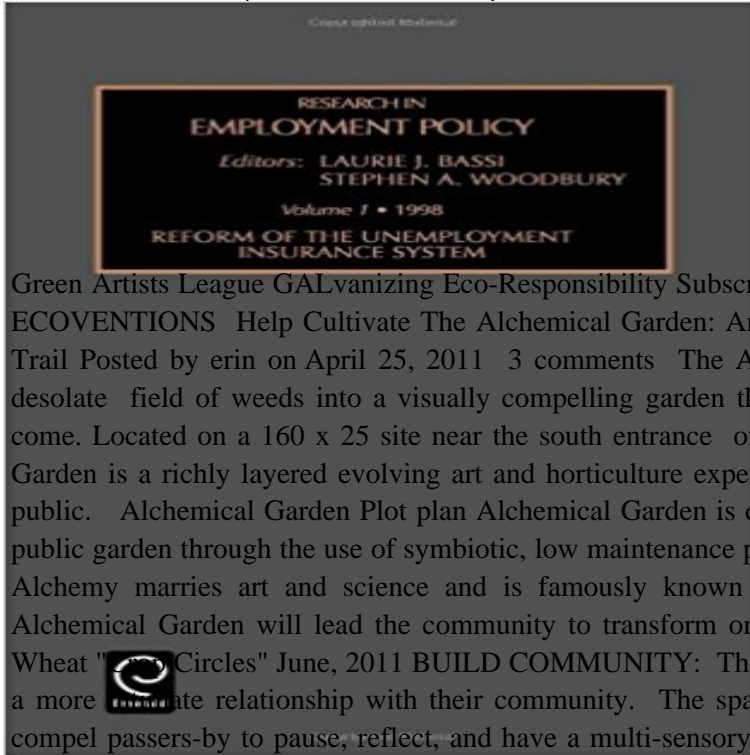 Copyrighted Material
RESEARCH IN
EMPLOYMENT POLICY
Editors: LAURIE J. BASSI
STEPHEN A. WOODBURY
Volume 1 • 1998
REFORM OF THE UNEMPLOYMENT
INSURANCE SYSTEM
Green Artists League GALvanizing Eco-Responsibility Subscr
ECOVENTIONS Help Cultivate The Alchemical Garden: Ar
Trail Posted by erin on April 25, 2011 3 comments The A
desolate field of weeds into a visually compelling garden th
come. Located on a 160 x 25 site near the south entrance o
Garden is a richly layered evolving art and horticulture expe
public. Alchemical Garden Plot plan Alchemical Garden is
public garden through the use of symbiotic, low maintenance p
Alchemy marries art and science and is famously known
Alchemical Garden will lead the community to transform or
Wheat "Crop Circles" June, 2011 BUILD COMMUNITY: Th
a more intimate relationship with their community. The spa
compel passers-by to pause, reflect, and have a multi-sensory